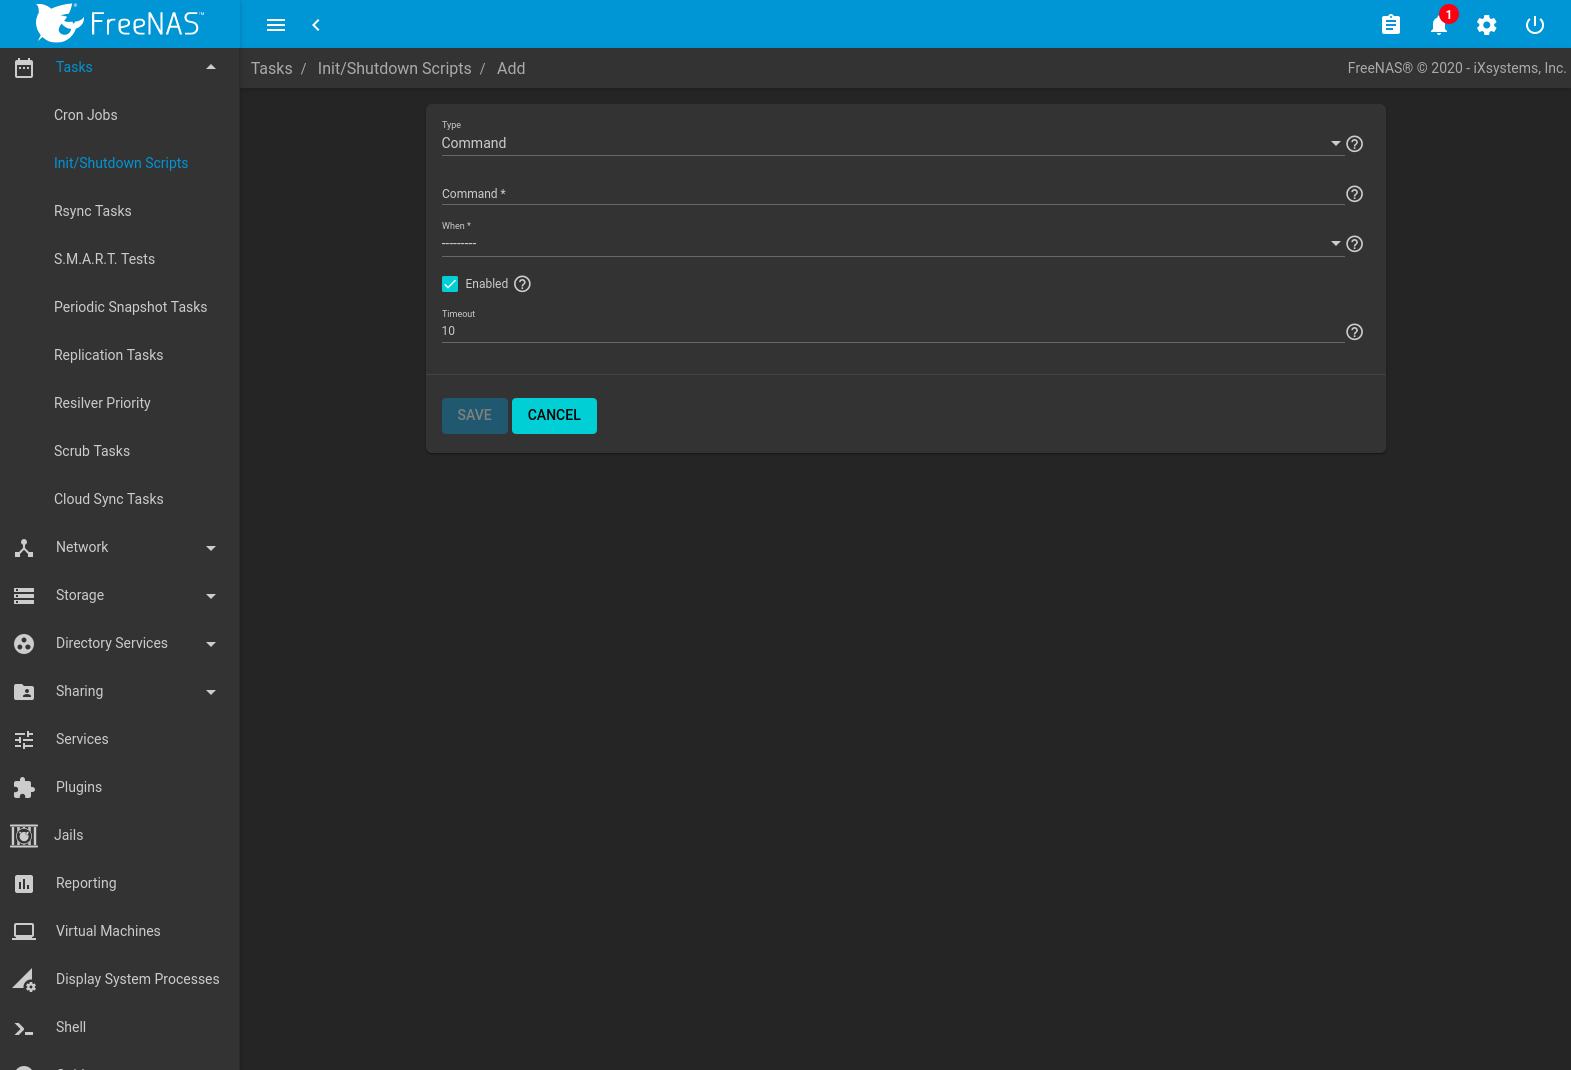 FreeNAS™
1
Tasks
Cron Jobs
Init/Shutdown Scripts
Rsync Tasks
S.M.A.R.T. Tests
Periodic Snapshot Tasks
Replication Tasks
Resilver Priority
Scrub Tasks
Cloud Sync Tasks
Network
Storage
Directory Services
Sharing
Services
Plugins
Jails
Reporting
Virtual Machines
Display System Processes
Shell
Tasks / Init/Shutdown Scripts / Add
FreeNAS® © 2020 - iXsystems, Inc.
Type
Command
Command *
When *
---------
Enabled
Timeout
10
SAVE CANCEL